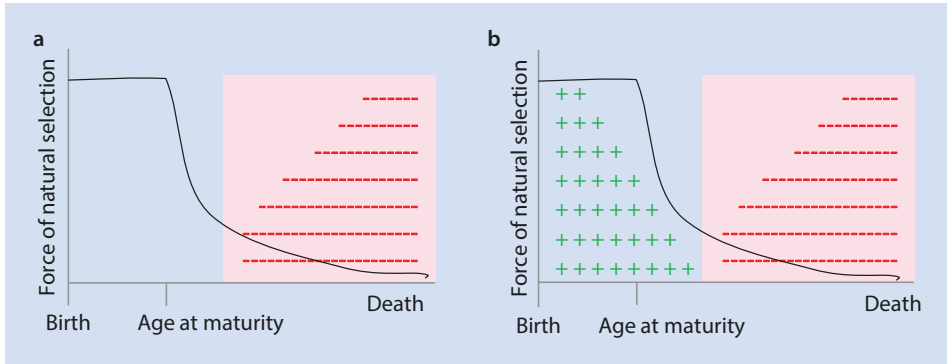 a
Force of natural selection
Birth
Age at maturity
Death
b
Force of natural selection
++
+++
++++
+++++
++++++
+++++++
++++++++
Birth
Age at maturity
Death